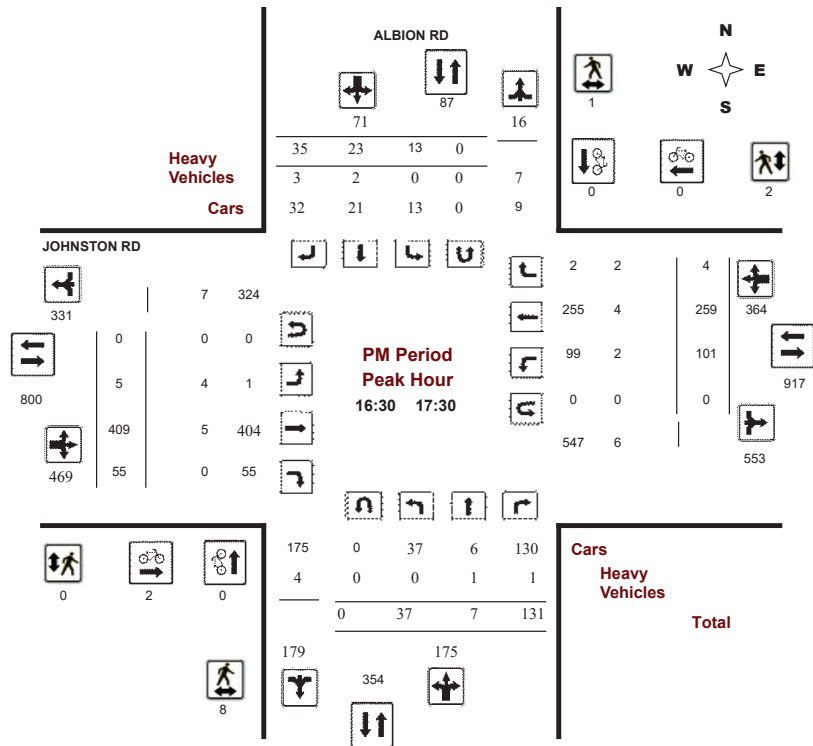 ALBION RD
N
W E
S
87
1
71 16
35 23 13 0
Heavy
Vehicles
3 2 0 0 7
0 0 2
Cars
32 21 13 0 9
JOHNSTON RD
2 2 4
331
7 324
255 4 259 364
0 0 0
PM Period
Peak Hour
16:30 17:30
99 2 101
917
800
5 4 1
0 0 0
409 5 404
547 6 553
469
55 0 55
175 0 37 6 130
Cars
4 0 0 1 1
Heavy
Vehicles
0 2 0
0 37 7 131
Total
179 354 175
8